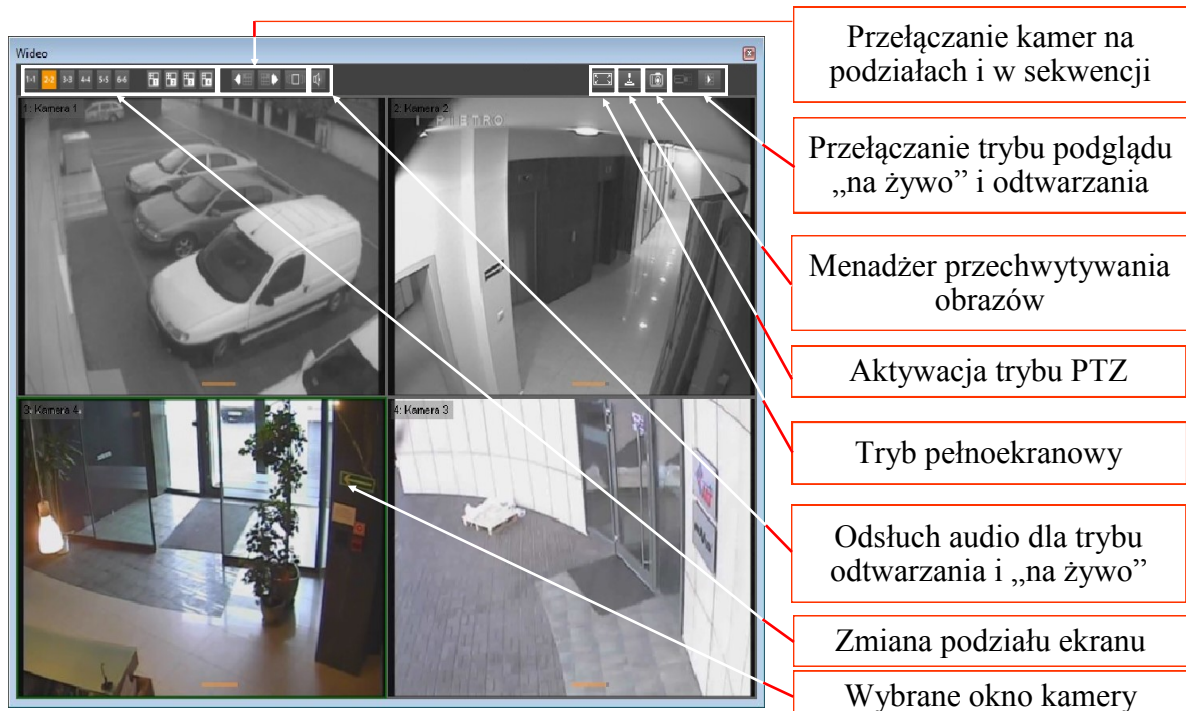 Wideo
1-1 2-2 3-3 4-4 5-5 6-6
1: Kamera 1
2: Kamera 2
I PIETRO
3: Kamera 4
4: Kamera 3
Przełączanie kamer na
podziałach i w sekwencji
Przełączanie trybu podglądu
„na żywo” i odtwarzania
Menadżer przechwytywania
obrazów
Aktywacja trybu PTZ
Tryb pełnoekranowy
Odsłuch audio dla trybu
odtwarzania i „na żywo”
Zmiana podziału ekranu
Wybrane okno kamery